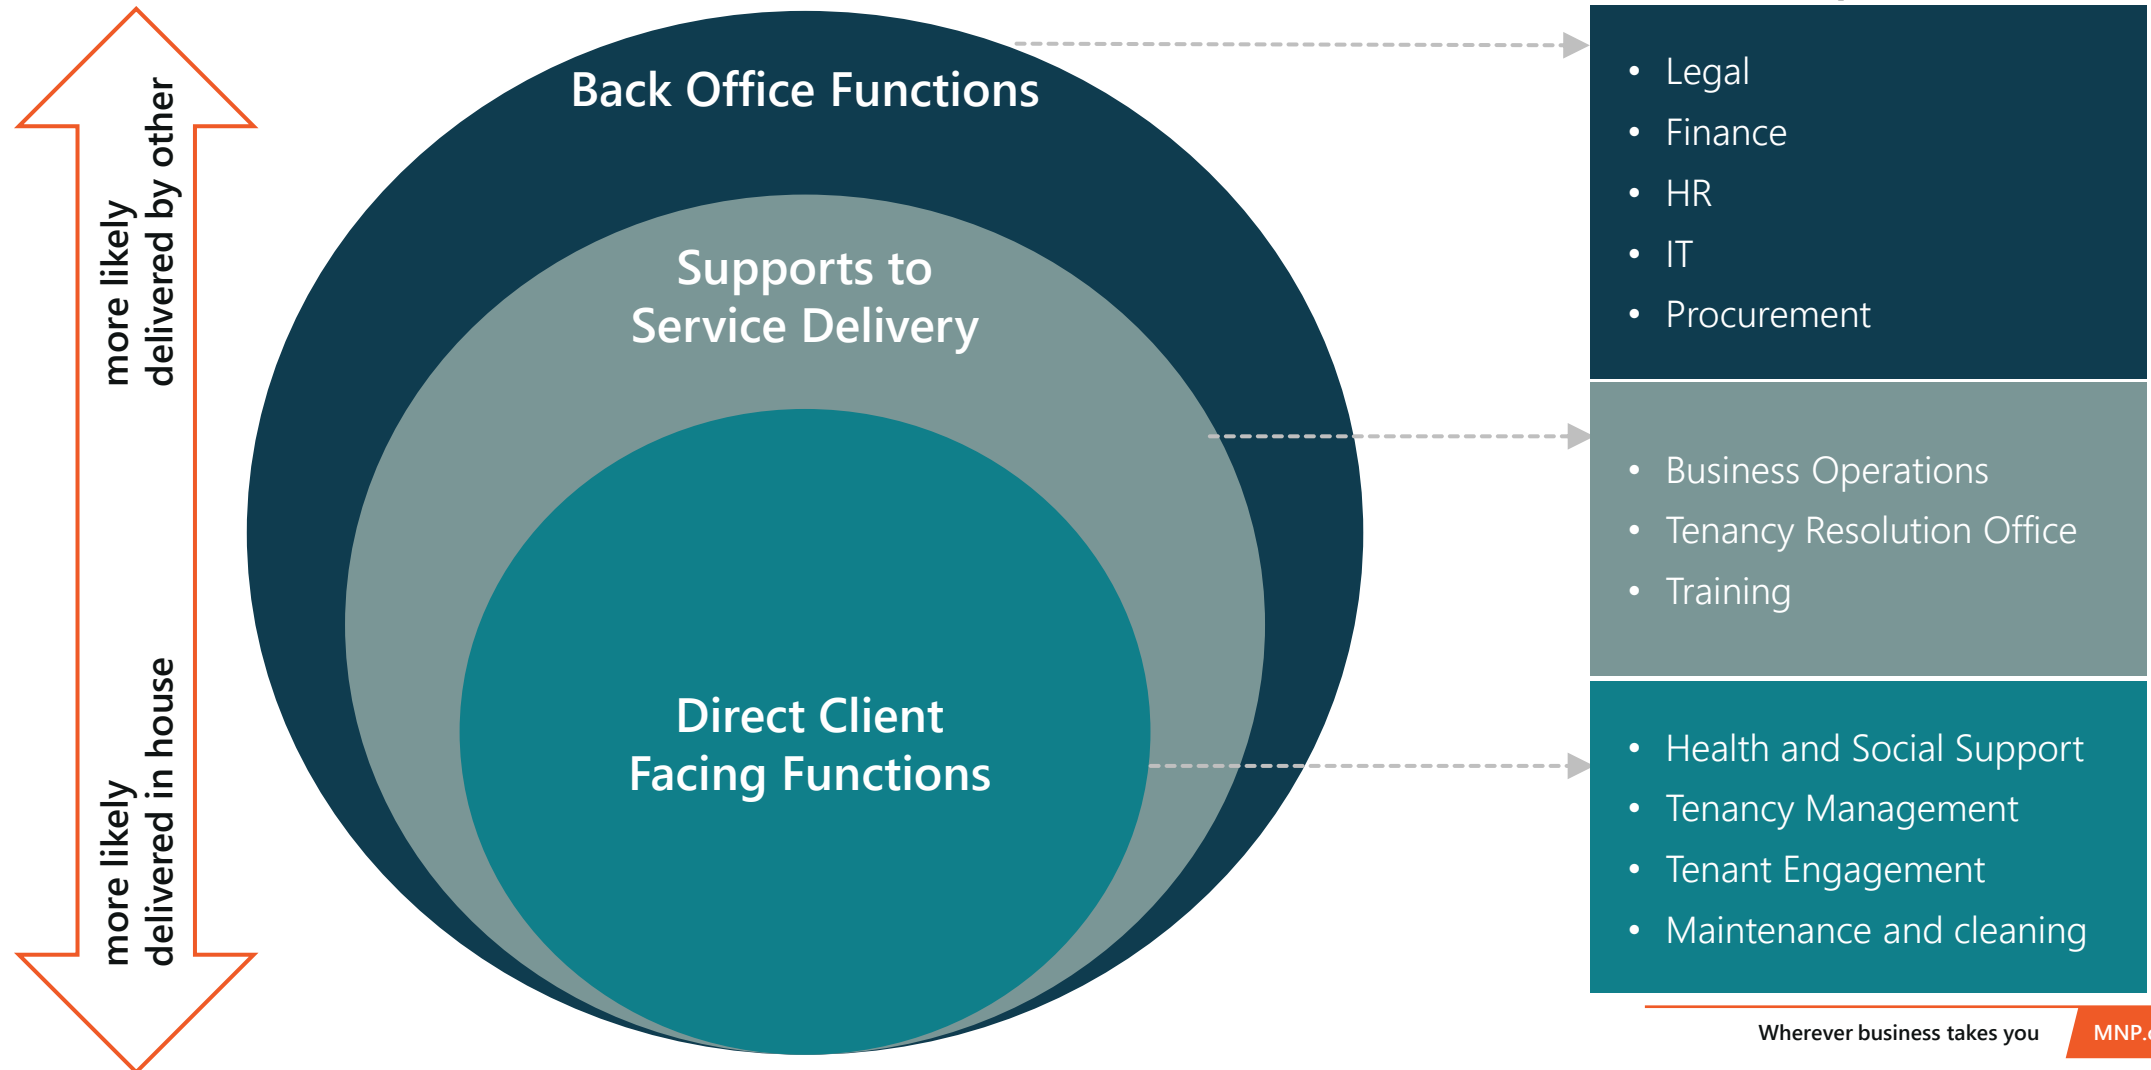 more likely
delivered by other
more likely
delivered in house
Back Office Functions
Supports to
Service Delivery
Direct Client
Facing Functions
• Legal
• Finance
• HR
• IT
• Procurement
• Business Operations
• Tenancy Resolution Office
• Training
• Health and Social Support
• Tenancy Management
• Tenant Engagement
• Maintenance and cleaning
Wherever business takes you
MNP.